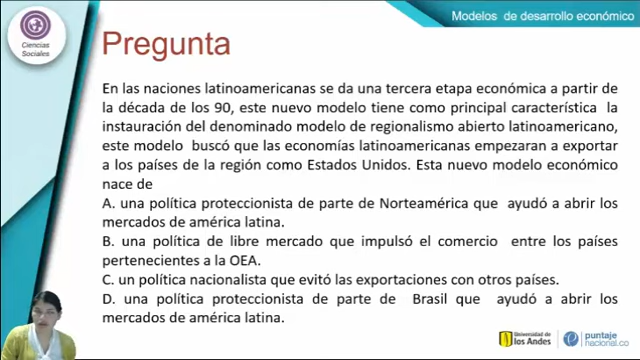 Modelos de desarrollo económico
Ciencias
Sociales
Pregunta
En las naciones latinoamericanas se da una tercera etapa económica a partir de
la década de los 90, este nuevo modelo tiene como principal característica la
instauración del denominado modelo de regionalismo abierto latinoamericano,
este modelo buscó que las economías latinoamericanas empezaran a exportar
a los países de la región como Estados Unidos. Esta nuevo modelo económico
nace de
A. una política proteccionista de parte de Norteamérica que ayudó a abrir los
mercados de américa latina.
B. una política de libre mercado que impulsó el comercio entre los países
pertenecientes a la OEA.
C. un política nacionalista que evitó las exportaciones con otros países.
D. una política proteccionista de parte de Brasil que ayudó a abrir los
mercados de américa latina.
Universidad de
los Andes
puntaje
nacional.co